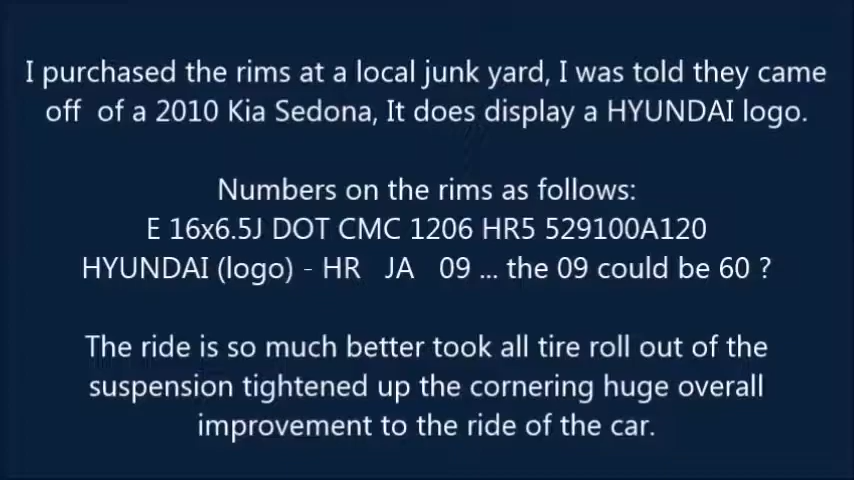 I purchased the rims at a local junk yard, I was told they came
off of a 2010 Kia Sedona, It does display a HYUNDAI logo.
Numbers on the rims as follows:
E 16x6.5J DOT CMC 1206 HR5 529100A120
HYUNDAI (logo) - HR JA 09 ... the 09 could be 60 ?
The ride is so much better took all tire roll out of the
suspension tightened up the cornering huge overall
improvement to the ride of the car.